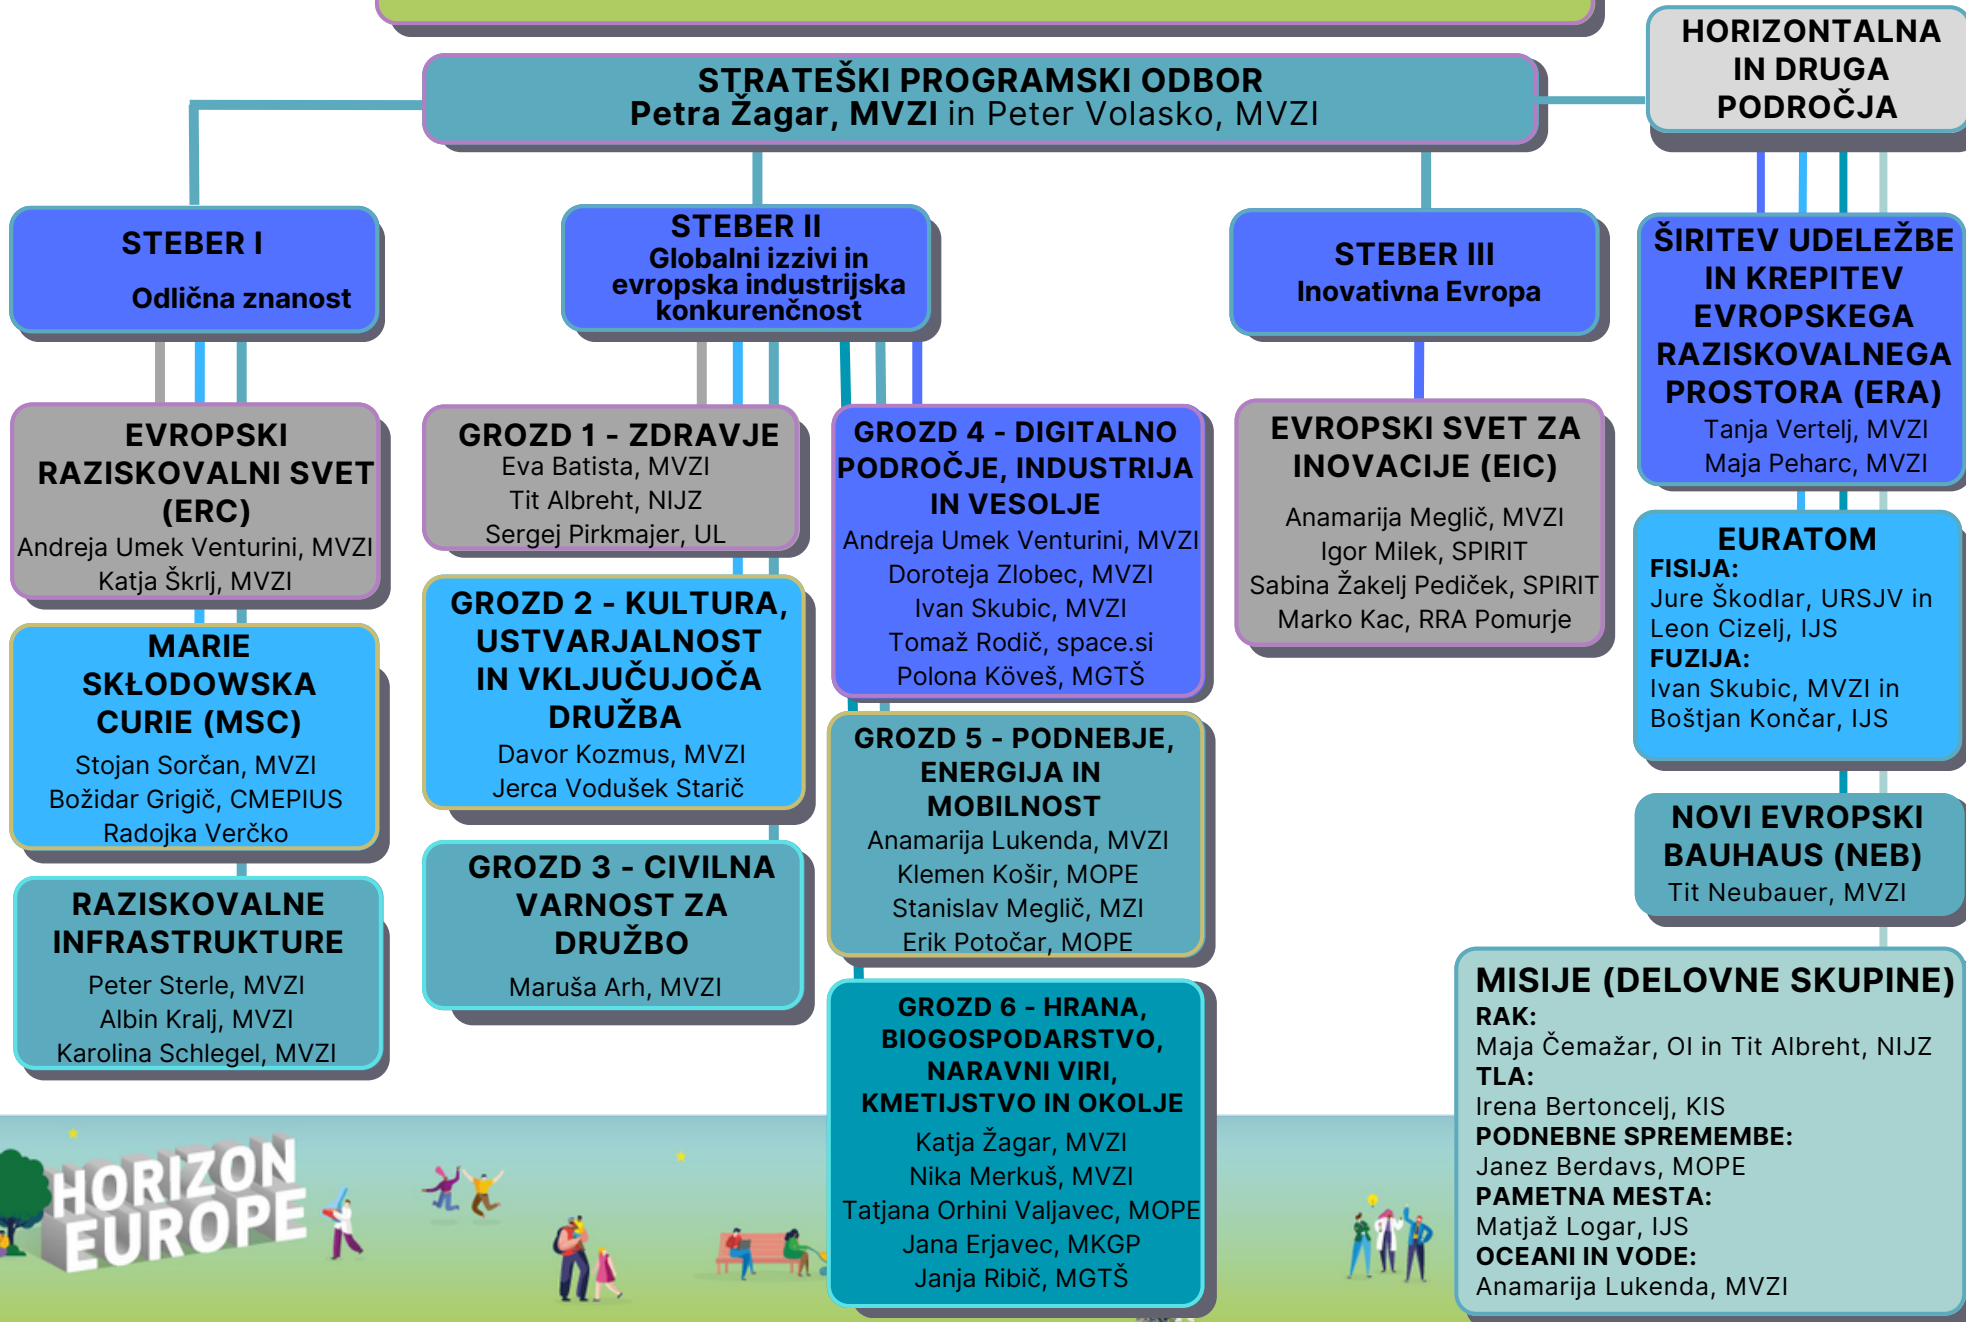 STRATEŠKI PROGRAMSKI ODBOR
Petra Žagar, MVZI in Peter Volasko, MVZI
HORIZONTALNA
IN DRUGA
PODROČJA
STEBER I
Odlična znanost
EVROPSKI
RAZISKOVALNI SVET
(ERC)
Andreja Umek Venturini, MVZI
Katja Škrlj, MVZI
MARIE
SKŁODOWSKA
CURIE (MSC)
Stojan Sorčan, MVZI
Božidar Grigič, CMEPIUS
Radojka Verčko
RAZISKOVALNE
INFRASTRUKTURE
Peter Sterle, MVZI
Albin Kralj, MVZI
Karolina Schlegel, MVZI
STEBER II
Globalni izzivi in
evropska industrijska
konkurenčnost
GROZD 1 - ZDRAVJE
Eva Batista, MVZI
Tit Albreht, NIJZ
Sergej Pirkmajer, UL
GROZD 2 - KULTURA,
USTVARJALNOST
IN VKLJUČUJOČA
DRUŽBA
Davor Kozmus, MVZI
Jerca Vodušek Starič
GROZD 3 - CIVILNA
VARNOST ZA
DRUŽBO
Maruša Arh, MVZI
GROZD 4 - DIGITALNO
PODROČJE, INDUSTRIJA
IN VESOLJE
Andreja Umek Venturini, MVZI
Doroteja Zlobec, MVZI
Ivan Skubic, MVZI
Tomaž Rodič, space.si
Polona Köveš, MGTŠ
GROZD 5 - PODNEBJE,
ENERGIJA IN
MOBILNOST
Anamarija Lukenda, MVZI
Klemen Košir, MOPE
Stanislav Meglič, MZI
Erik Potočar, MOPE
GROZD 6 - HRANA,
BIOGOSPODARSTVO,
NARAVNI VIRI,
KMETIJSTVO IN OKOLJE
Katja Žagar, MVZI
Nika Merkuš, MVZI
Tatjana Orhini Valjavec, MOPE
Jana Erjavec, MKGP
Janja Ribič, MGTŠ
STEBER III
Inovativna Evropa
EVROPSKI SVET ZA
INOVACIJE (EIC)
Anamarija Meglič, MVZI
Igor Milek, SPIRIT
Sabina Žakelj Pediček, SPIRIT
Marko Kac, RRA Pomurje
ŠIRITEV UDELEŽBE
IN KREPITEV
EVROPSKEGA
RAZISKOVALNEGA
PROSTORA (ERA)
Tanja Vertelj, MVZI
Maja Peharc, MVZI
EURATOM
FISIJA:
Jure Škodlar, URSJV in
Leon Cizelj, IJS
FUZIJA:
Ivan Skubic, MVZI in
Boštjan Končar, IJS
NOVI EVROPSKI
BAUHAUS (NEB)
Tit Neubauer, MVZI
MISIJE (DELOVNE SKUPINE)
RAK:
Maja Čemažar, OI in Tit Albreht, NIJZ
TLA:
Irena Bertoncelj, KIS
PODNEBNE SPREMEMBE:
Janez Berdavs, MOPE
PAMETNA MESTA:
Matjaž Logar, IJS
OCEANI IN VODE:
Anamarija Lukenda, MVZI
HORIZON
EUROPE